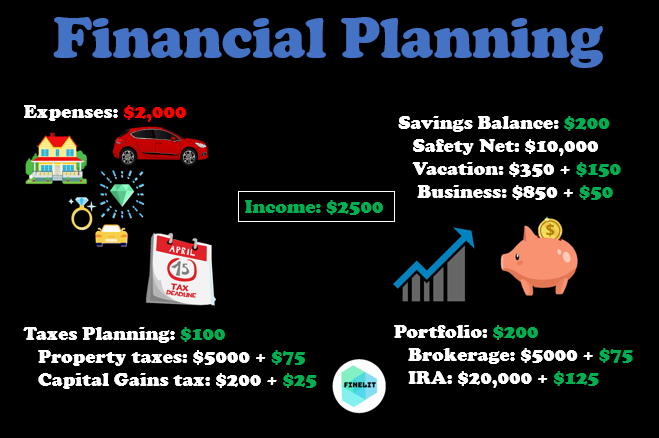 Financial Planning
Expenses: $2,000
Savings Balance: $200
Safety Net: $10,000
Vacation: $350 + $150
Business: $850 + $50
Income: $2500
APRIL
15
TAX
DEADLINE
$
Taxes Planning: $100
Property taxes: $5000 + $75
Capital Gains tax: $200 + $25
Portfolio: $200
Brokerage: $5000 + $75
IRA: $20,000 + $125
FINELIT